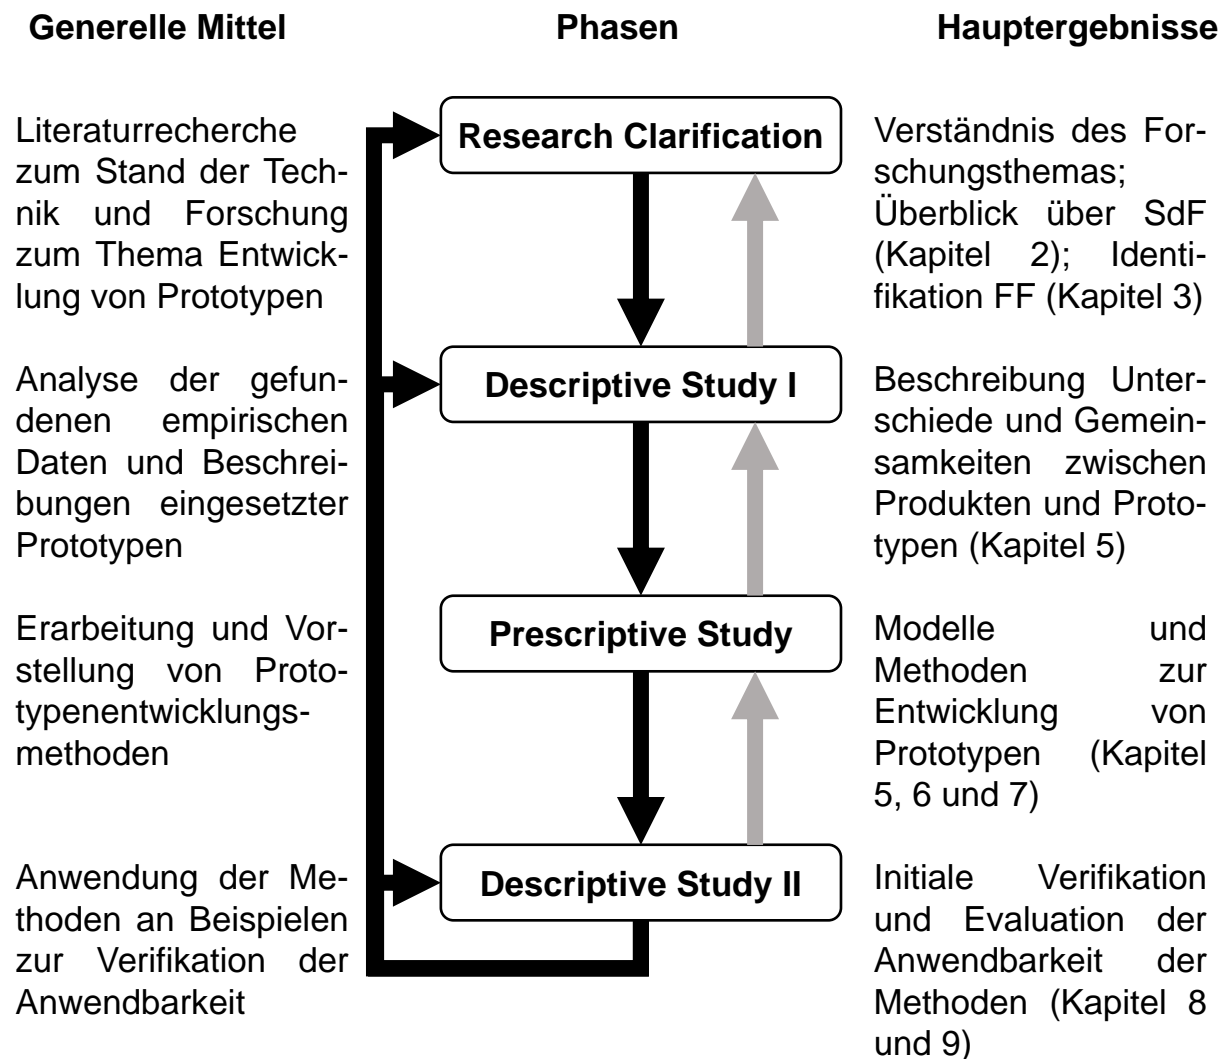 Generelle Mittel
Phasen
Hauptergebnisse
Literaturrecherche
zum Stand der Tech-
nik und Forschung
zum Thema Entwick-
lung von Prototypen
Research Clarification
Verständnis des For-
schungsthemas;
Überblick über SdF
(Kapitel 2); Identi-
fikation FF (Kapitel 3)
Analyse der gefun-
denen empirischen
Daten und Beschrei-
bungen eingesetzter
Prototypen
Descriptive Study I
Beschreibung Unter-
schiede und Gemein-
samkeiten zwischen
Produkten und Proto-
typen (Kapitel 5)
Erarbeitung und Vor-
stellung von Proto-
typenentwicklungs-
methoden
Prescriptive Study
Modelle und
Methoden zur
Entwicklung von
Prototypen (Kapitel
5, 6 und 7)
Anwendung der Me-
thoden an Beispielen
zur Verifikation der
Anwendbarkeit
Descriptive Study II
Initiale Verifikation
und Evaluation der
Anwendbarkeit der
Methoden (Kapitel 8
und 9)